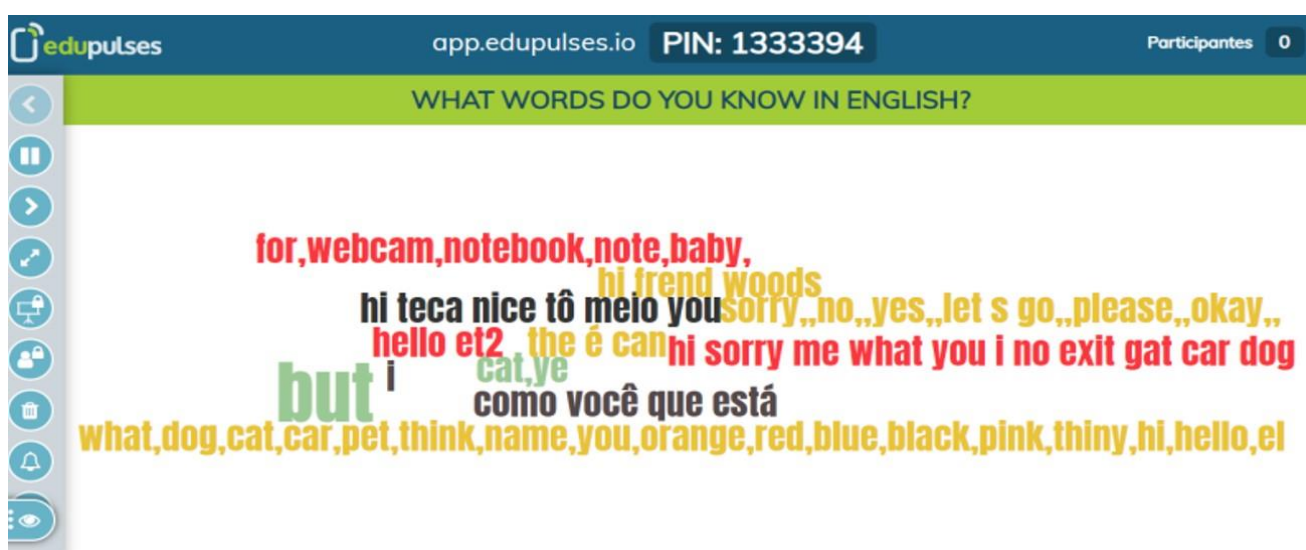 edupulses
app.edupulses.io PIN: 1333394
Participantes 0
WHAT WORDS DO YOU KNOW IN ENGLISH?
for,webcam,notebook,note,baby,
hi frend woods
hi teca nice tô meio you
sorry,,no,,yes,,let s go,,please,,okay,,
hello et2
the é can
hi sorry me what you i no exit gat car dog
but
i
cat,ye
como você que está
what,dog,cat,car,pet,think,name,you,orange,red,blue,black,pink,thiny,hi,hello,el